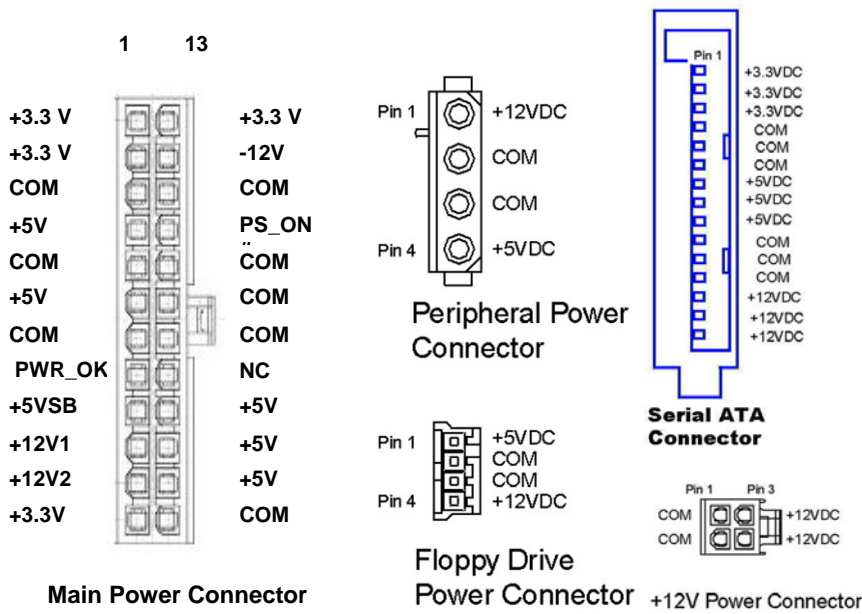 1 13
+3.3 V +3.3 V
+3.3 V -12V
COM COM
+5V PS_ON
COM COM
+5V COM
COM COM
PWR_OK NC
+5VSB +5V
+12V1 +5V
+12V2 +5V
+3.3V COM
Main Power Connector
Pin 1 +12VDC
COM
COM
Pin 4 +5VDC
Peripheral Power
Connector
Pin 1 +5VDC
COM
COM
Pin 4 +12VDC
Floppy Drive
Power Connector
Pin 1
+3.3VDC
+3.3VDC
+3.3VDC
COM
COM
COM
+5VDC
+5VDC
+5VDC
COM
COM
COM
+12VDC
+12VDC
+12VDC
Serial ATA
Connector
Pin 1 Pin 3
COM +12VDC
COM +12VDC
+12V Power Connector